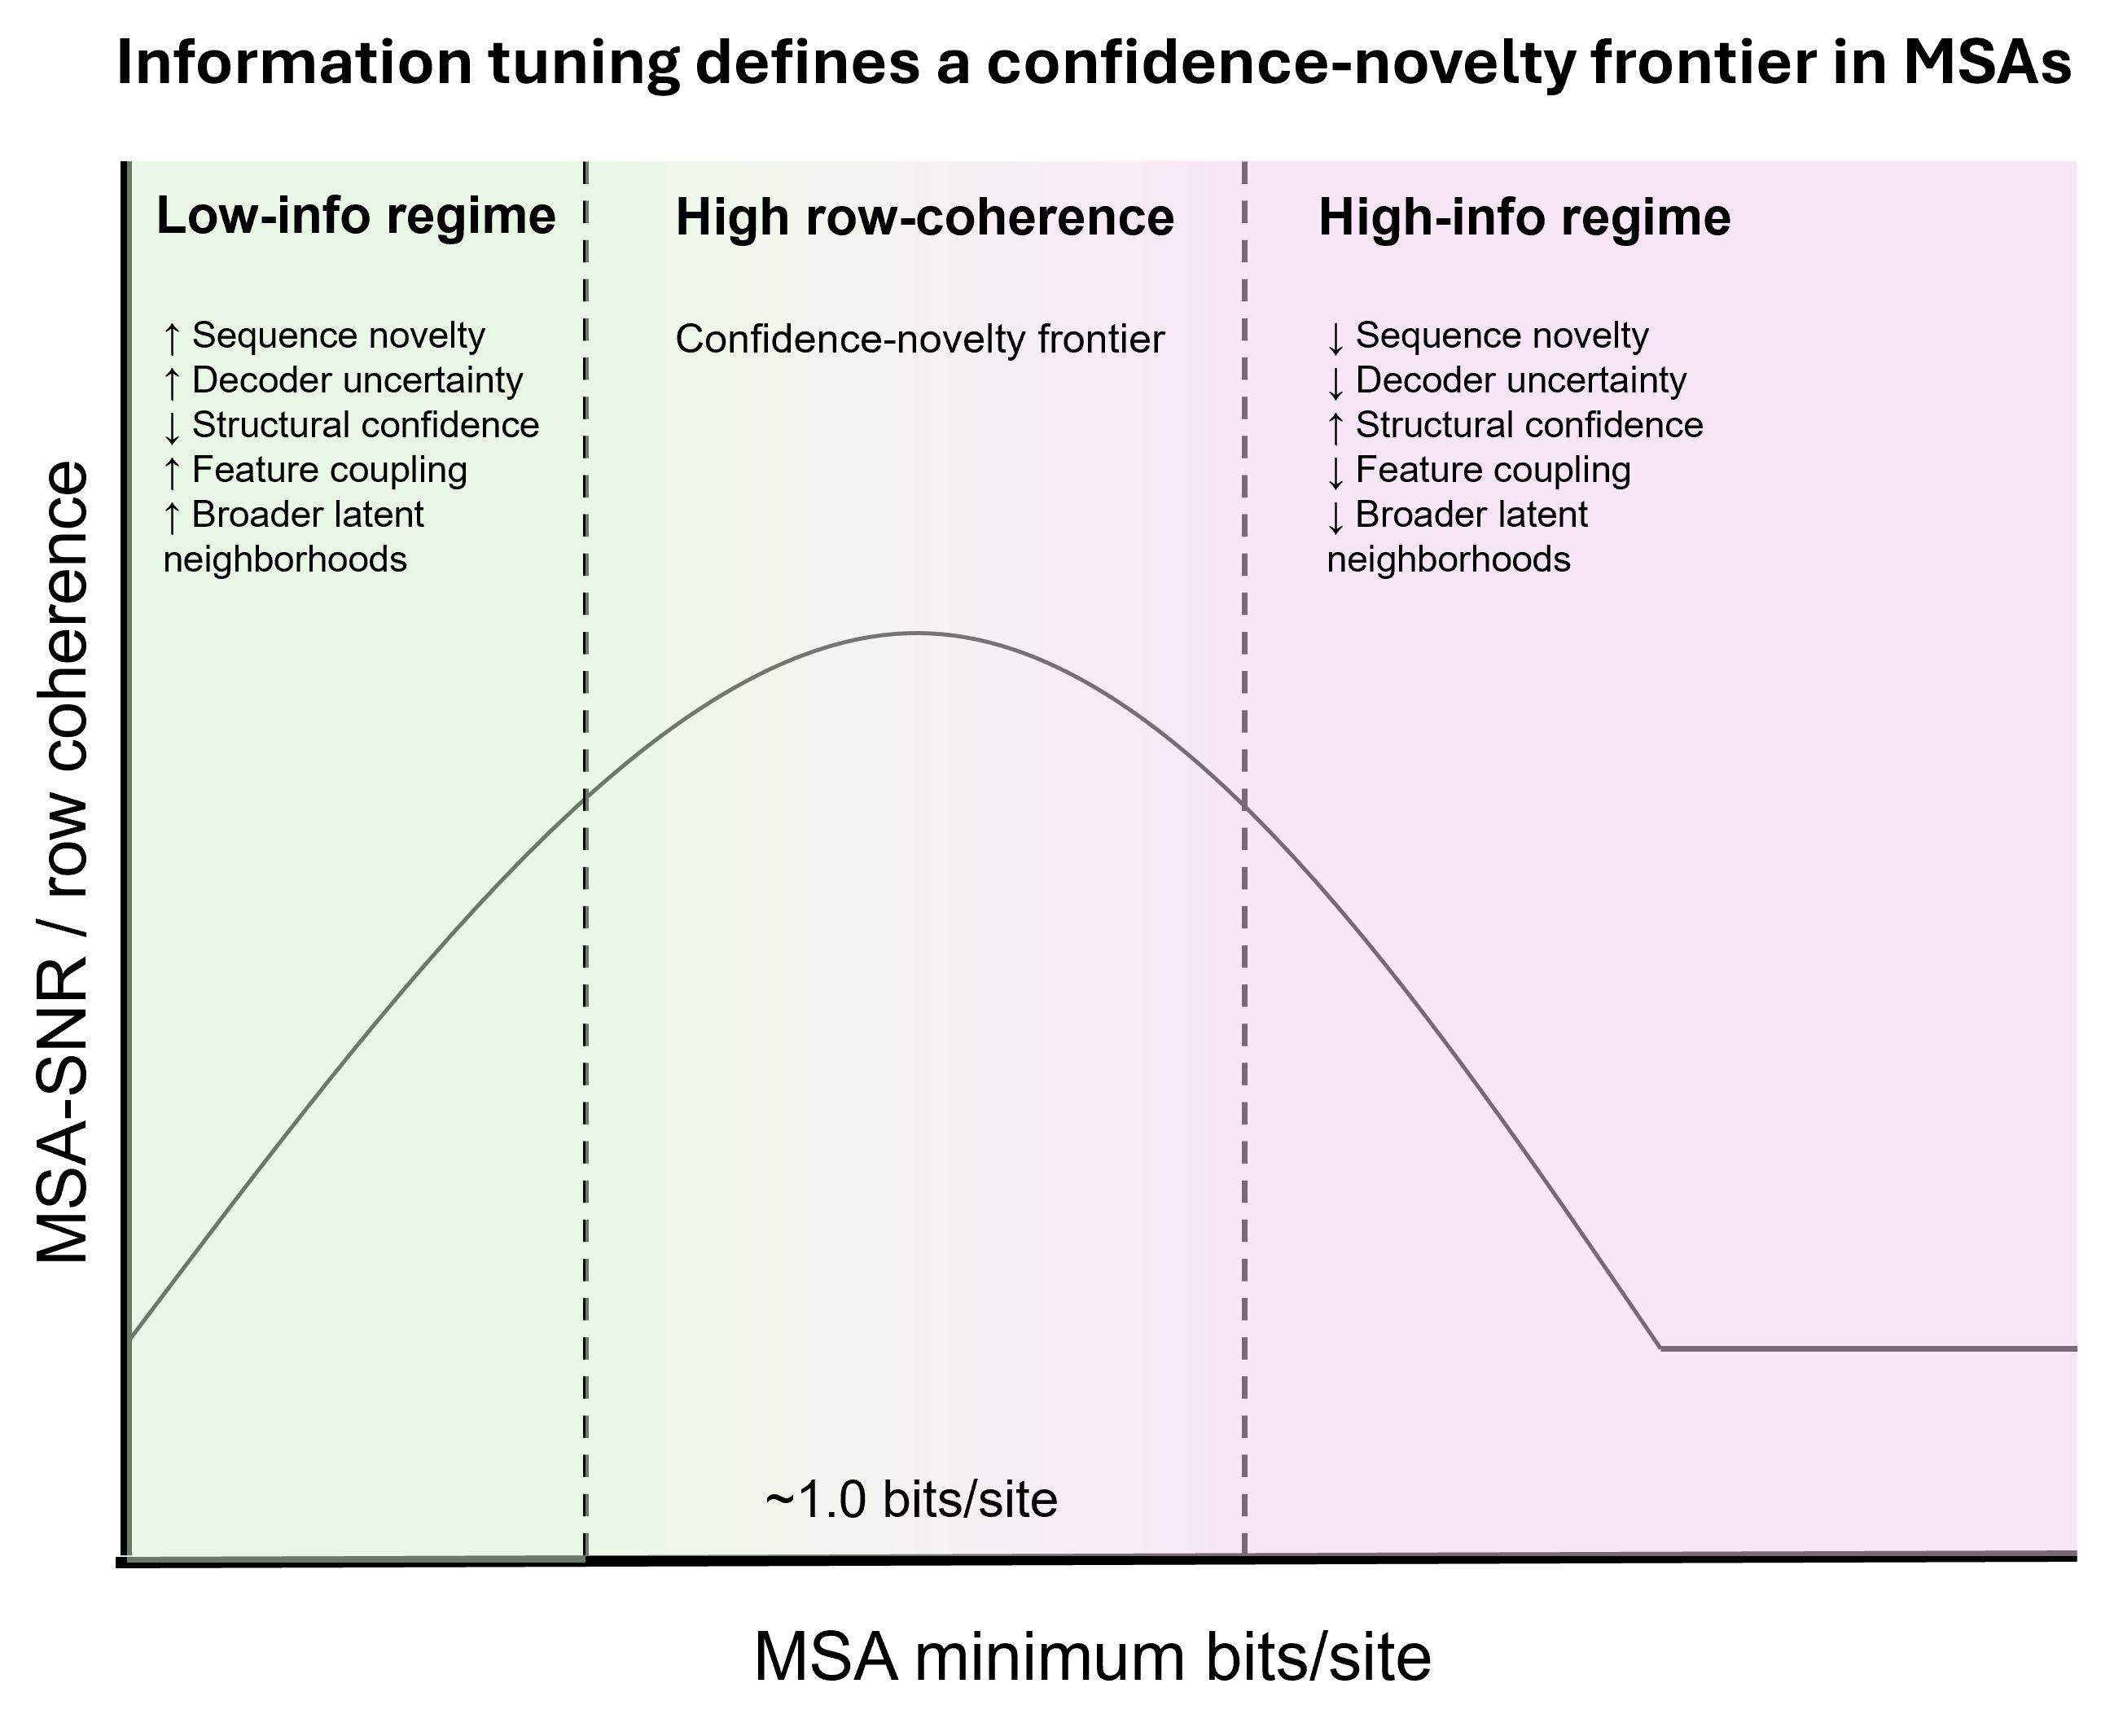 Information tuning defines a confidence-novelty frontier in MSAs
Low-info regime
↑ Sequence novelty
↑ Decoder uncertainty
↓ Structural confidence
↑ Feature coupling
↑ Broader latent
neighborhoods
High row-coherence
Confidence-novelty frontier
High-info regime
↓ Sequence novelty
↓ Decoder uncertainty
↑ Structural confidence
↓ Feature coupling
↓ Broader latent
neighborhoods
MSA-SNR / row coherence
~1.0 bits/site
MSA minimum bits/site